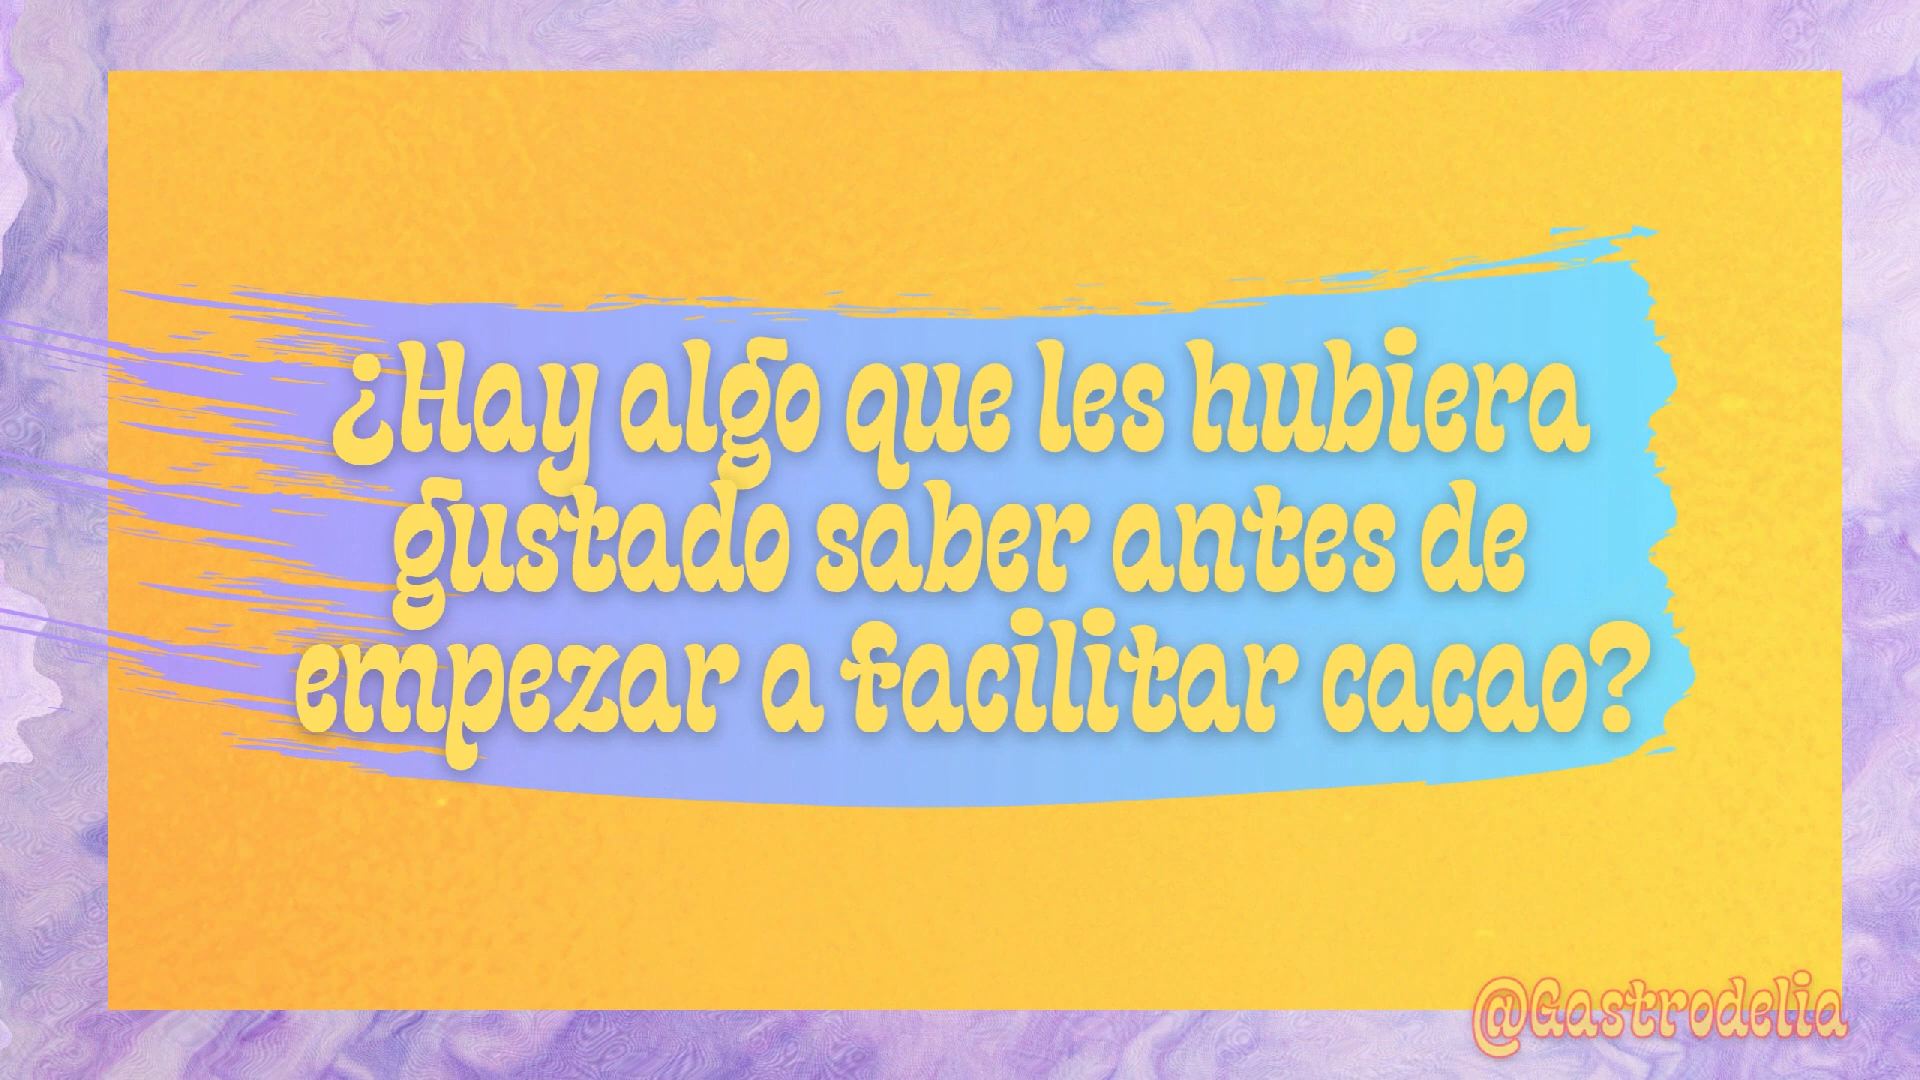 ¿Hay algo que les hubiera
gustado saber antes de
empezar a facilitar cacao?
@Gastrodelia